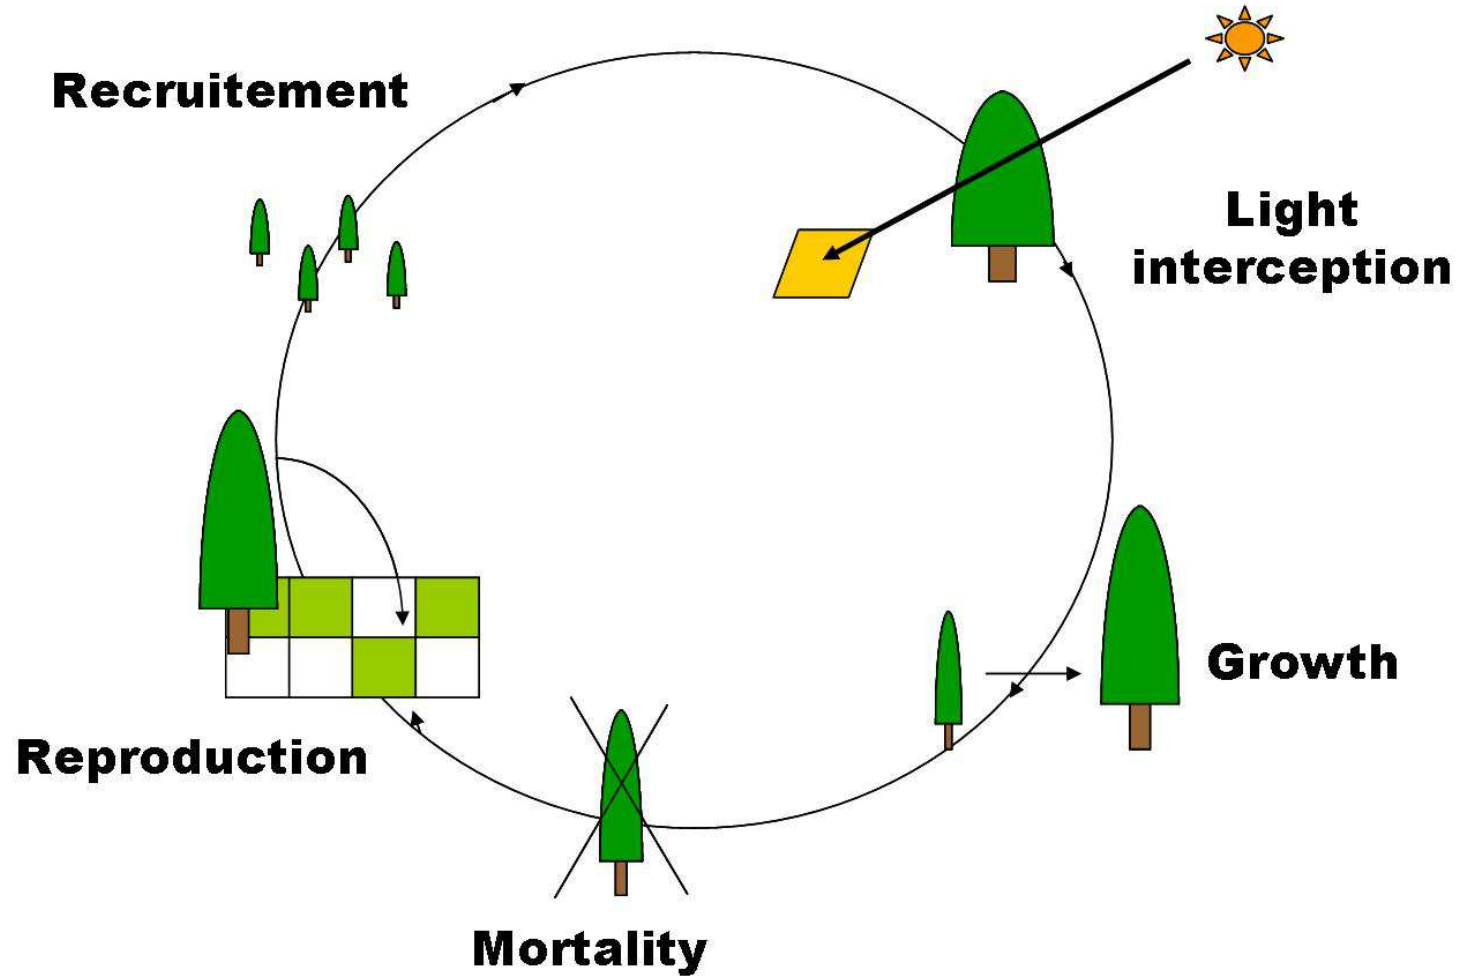 Recruitement
Light
interception
Growth
Reproduction
Mortality